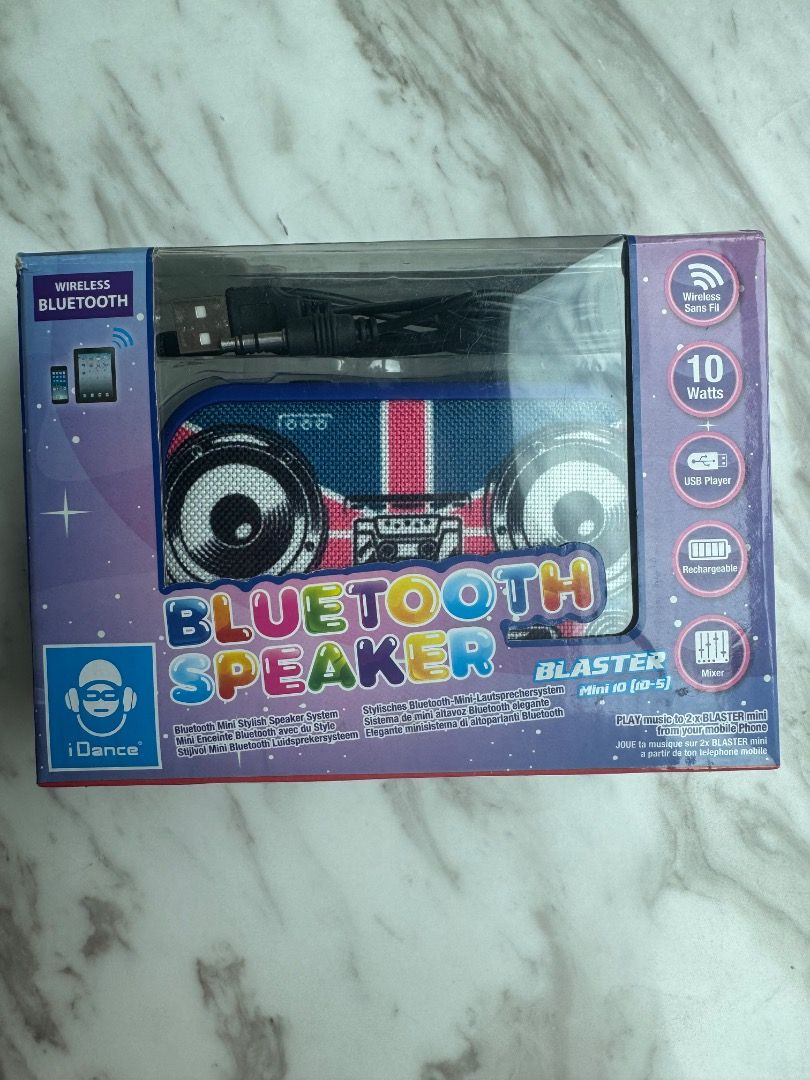 WIRELESS
BLUETOOTH
Wireless
Sans Fil
10
Watts
USB Player
Rechargeable
Mixer
BLUETOOTH
SPEAKER
BLASTER
Mini 10 (iD-5)
Bluetooth Mini Stylish Speaker System
Mini Enceinte Bluetooth avec du Style
Stijlvol Mini Bluetooth Luidsprekersysteem
Stylisches Bluetooth-Mini-Lautsprechersystem
Sistema de mini altavoz Bluetooth elegante
Elegante minisistema di altoparlanti Bluetooth
PLAY music to 2 x BLASTER mini
from your mobile Phone
JOUE ta musique sur 2x BLASTER mini
a partir de ton telephone mobile
iDance®